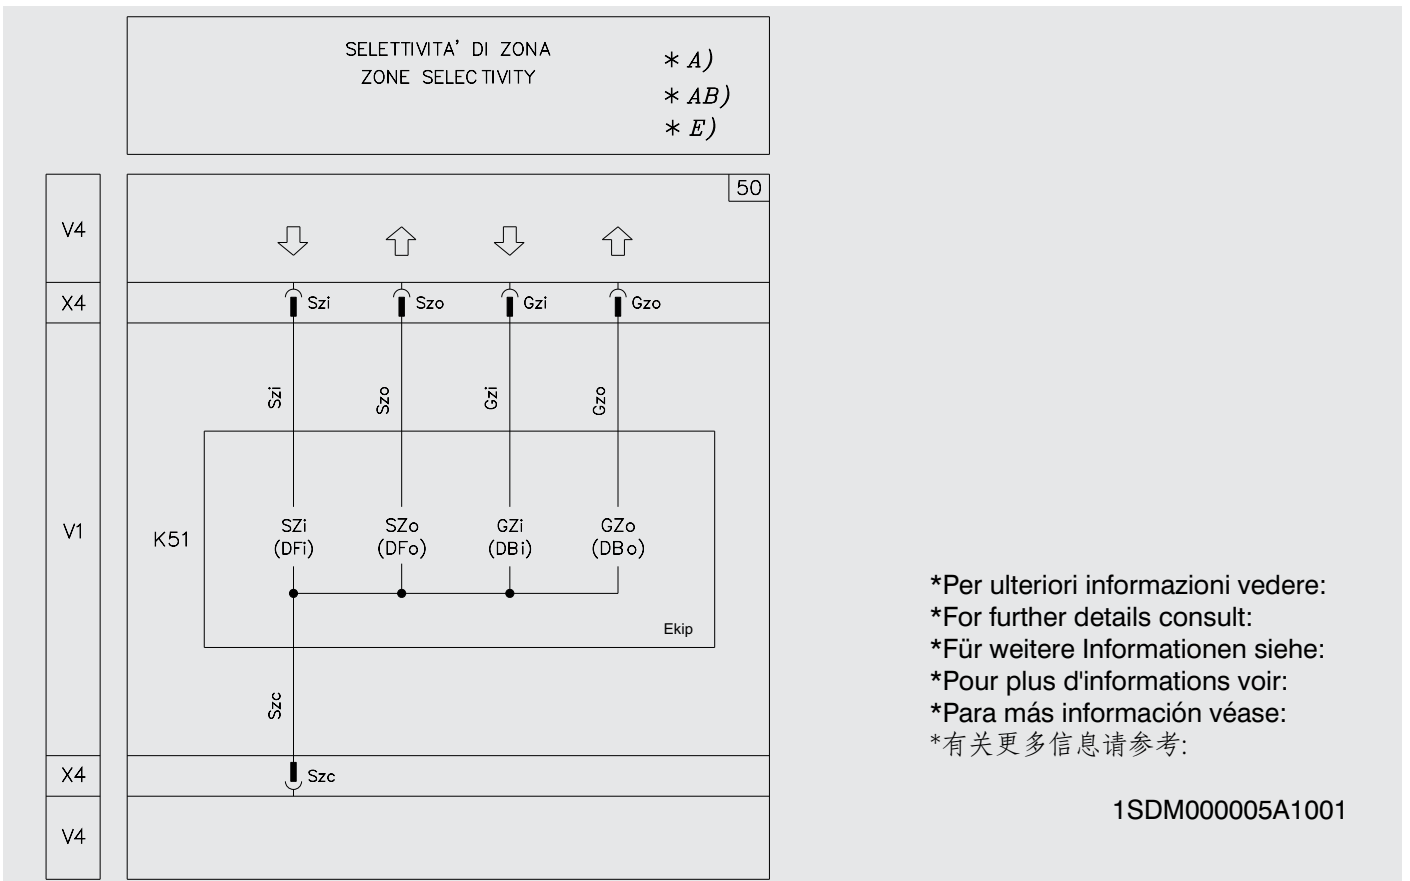 SELETTIVITA' DI ZONA
ZONE SELECTIVITY
* A)
* AB)
* E)
50
V4
X4
Szi
Szo
Gzi
Gzo
Szi
Szo
Gzi
Gzo
V1
K51
SZi
(DFi)
SZo
(DFo)
GZi
(DBi)
GZo
(DBo)
Ekip
Szc
X4
Szc
V4
*Per ulteriori informazioni vedere:
*For further details consult:
*Für weitere Informationen siehe:
*Pour plus d'informations voir:
*Para más información véase:
*有关更多信息请参考:
1SDM000005A1001